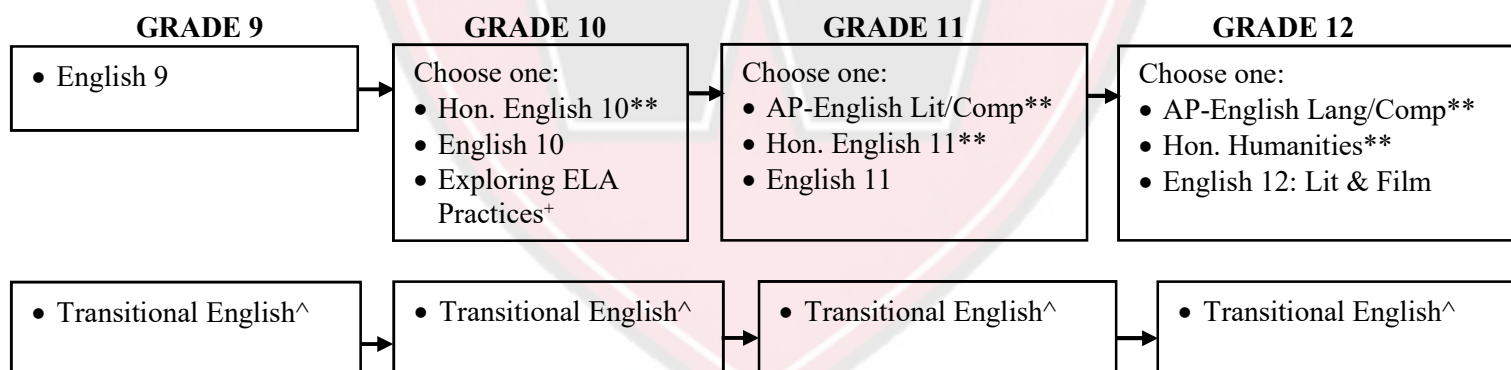 GRADE 9
GRADE 10
GRADE 11
GRADE 12
• English 9
Choose one:
• Hon. English 10**
• English 10
• Exploring ELA
Practices+
Choose one:
• AP-English Lit/Comp**
• Hon. English 11**
• English 11
Choose one:
• AP-English Lang/Comp**
• Hon. Humanities**
• English 12: Lit & Film
• Transitional English^
• Transitional English^
• Transitional English^
• Transitional English^